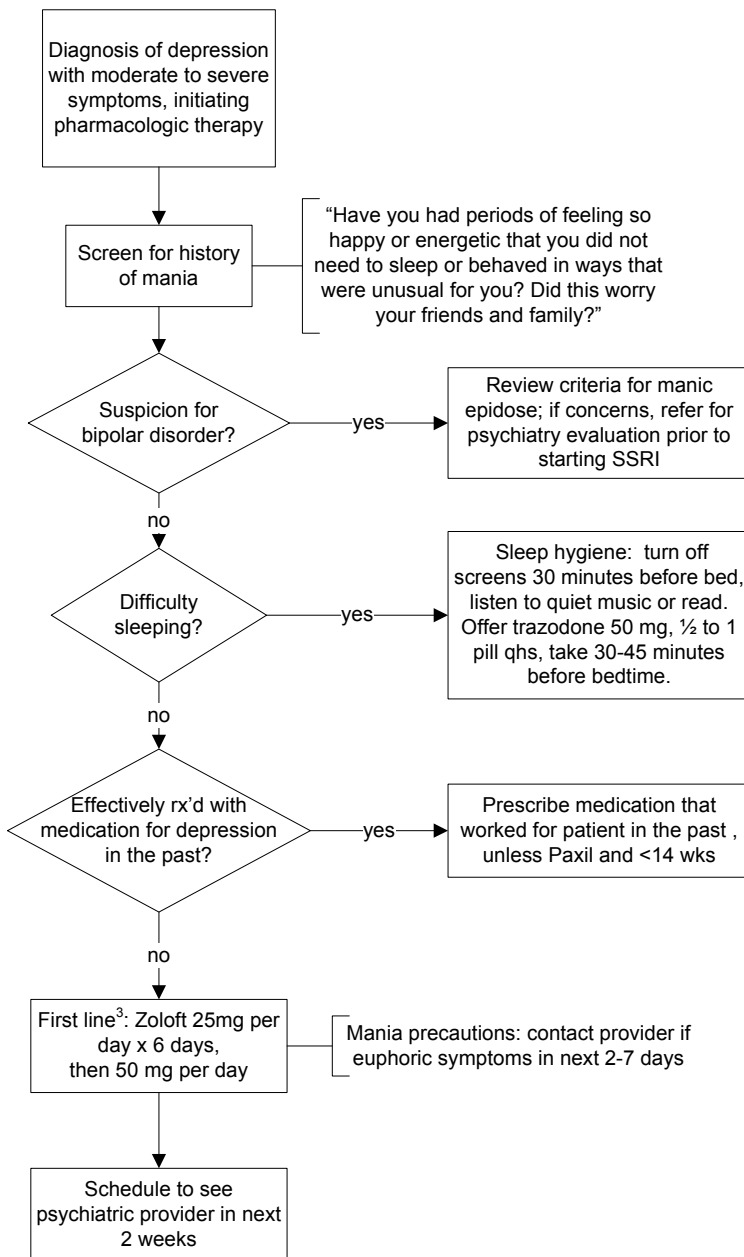 Diagnosis of depression
with moderate to severe
symptoms, initiating
pharmacologic therapy
Screen for history
of mania
“Have you had periods of feeling so
happy or energetic that you did not
need to sleep or behaved in ways that
were unusual for you? Did this worry
your friends and family?”
Suspicion for
bipolar disorder?
yes
Review criteria for manic
epidose; if concerns, refer for
psychiatry evaluation prior to
starting SSRI
no
Difficulty
sleeping?
yes
Sleep hygiene:  turn off
screens 30 minutes before bed,
listen to quiet music or read.
Offer trazodone 50 mg, ½ to 1
pill qhs, take 30-45 minutes
before bedtime.
no
Effectively rx’d with
medication for depression
in the past?
yes
Prescribe medication that
worked for patient in the past ,
unless Paxil and <14 wks
no
First line³: Zoloft 25mg per
day x 6 days,
then 50 mg per day
Mania precautions: contact provider if
euphoric symptoms in next 2-7 days
Schedule to see
psychiatric provider in next
2 weeks